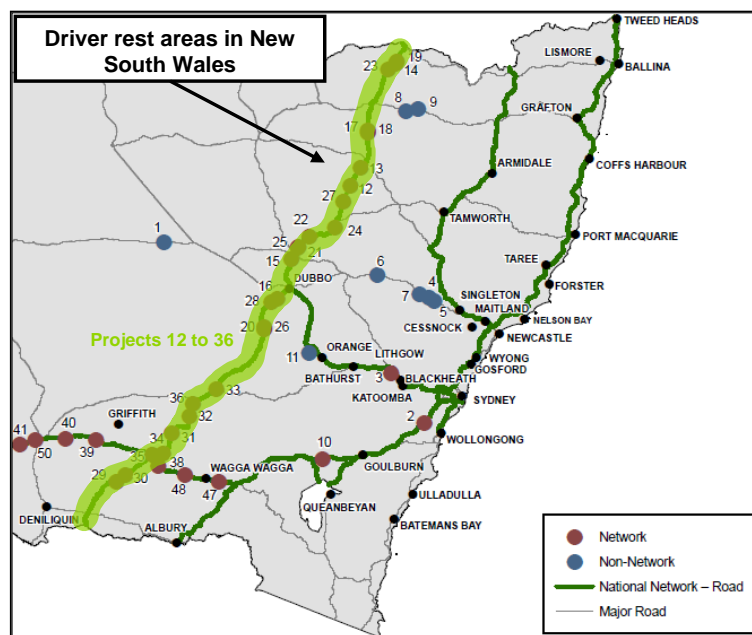 Driver rest areas in New
South Wales
TWEED HEADS
LISMORE
BALLINA
GRAFTON
COFFS HARBOUR
ARMIDALE
TAMWORTH
PORT MACQUARIE
TAREE
FORSTER
SINGLETON
MAITLAND
NELSON BAY
CESSNOCK
NEWCASTLE
WYONG
GOSFORD
SYDNEY
WOLLONGONG
DUBBO
ORANGE
LITHGOW
BATHURST
BLACKHEATH
KATOOMBA
Projects 12 to 36
GRIFFITH
WAGGA WAGGA
GOULBURN
QUEANBEYAN
ULLADULLA
BATEMANS BAY
DENILIQUIN
ALBURY
19
23
14
8
9
17
18
13
27
12
22
24
25
21
15
1
6
7
4
5
16
28
20
26
11
3
2
33
36
32
31
34
35
38
41
50
40
39
29
30
48
47
10
Network
Non-Network
National Network – Road
Major Road